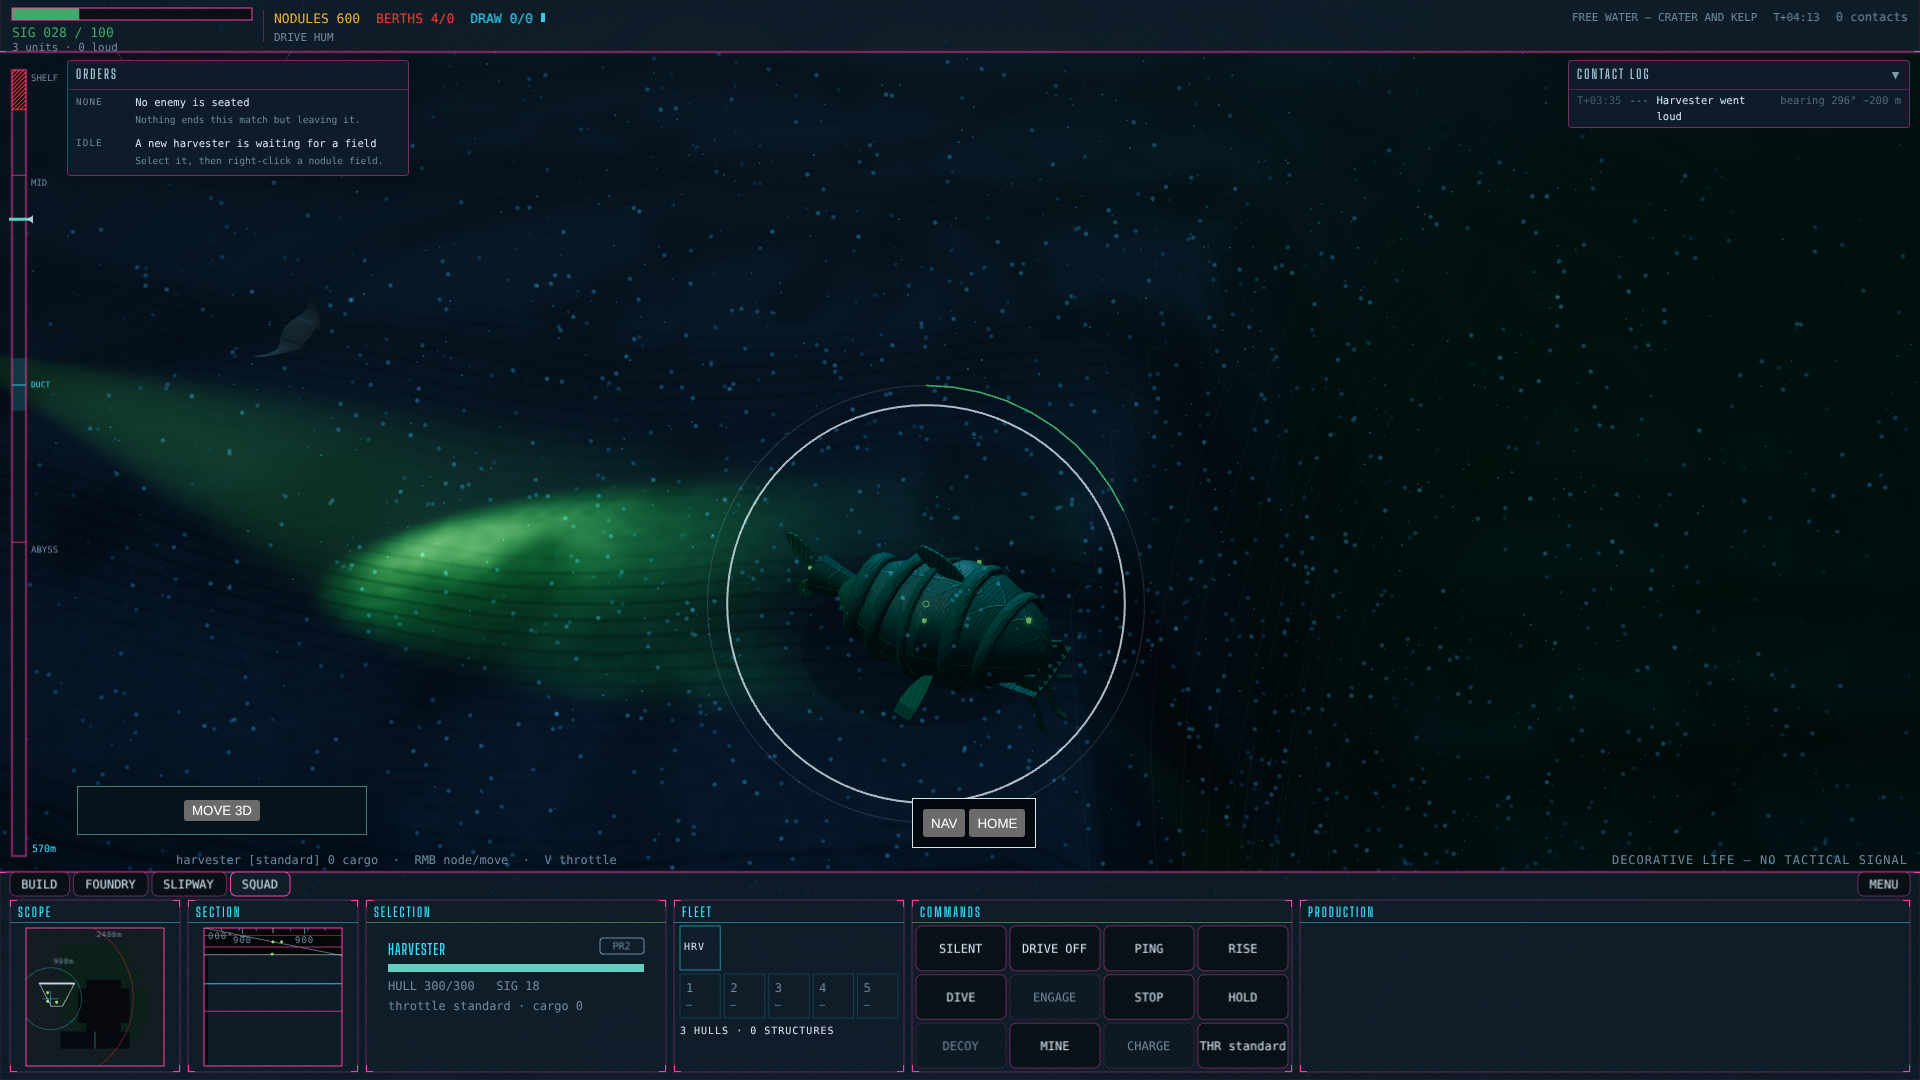 NODULES 600 BERTHS 4/0 DRAW 0/0
DRIVE HUM
SIG 028 / 100
3 units · 0 loud
FREE WATER — CRATER AND KELP T+04:13 0 contacts
SHELF
MID
DUCT
ABYSS
570m
ORDERS
NONE No enemy is seated
Nothing ends this match but leaving it.
IDLE A new harvester is waiting for a field
Select it, then right-click a nodule field.
CONTACT LOG ▼
T+03:35 --- Harvester went loud bearing 296° ~200 m
MOVE 3D
NAV HOME
harvester [standard] 0 cargo · RMB node/move · V throttle
DECORATIVE LIFE — NO TACTICAL SIGNAL
BUILD FOUNDRY SLIPWAY SQUAD MENU
SCOPE
2400m
900m
SECTION
000° 900 900
SELECTION
HARVESTER PR2
HULL 300/300 SIG 18
throttle standard · cargo 0
FLEET
HRV
1 2 3 4 5
— — — — —
3 HULLS · 0 STRUCTURES
COMMANDS
SILENT DRIVE OFF PING RISE
DIVE ENGAGE STOP HOLD
DECOY MINE CHARGE THR standard
PRODUCTION